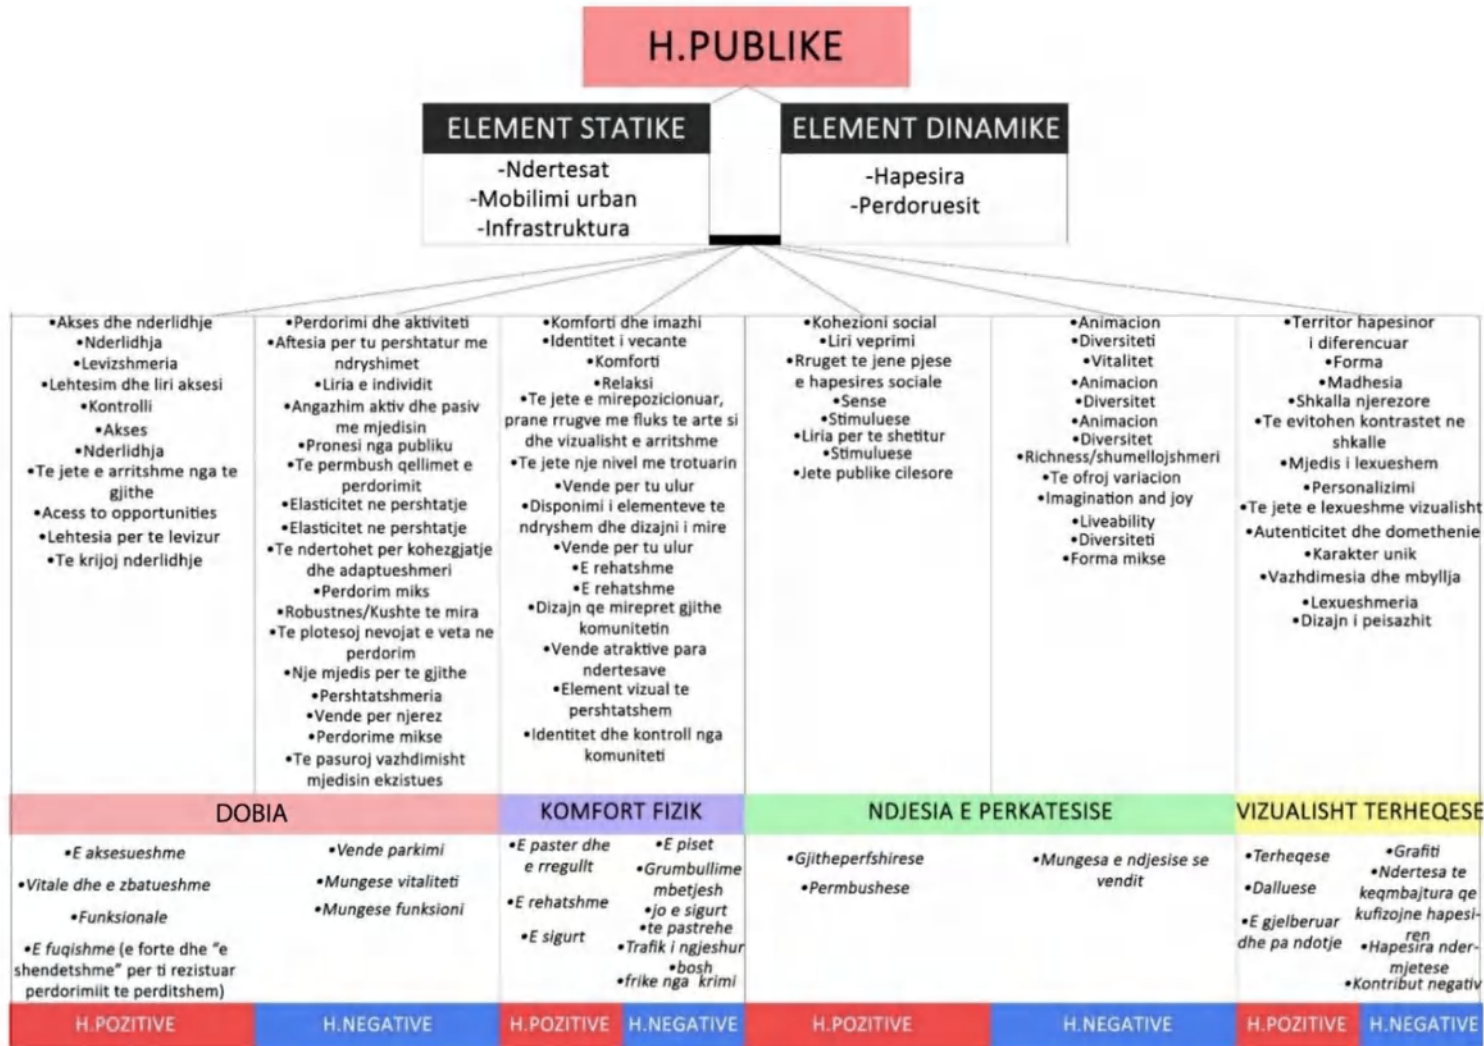 H.PUBLIKE
ELEMENT STATIKE
-Ndertesat
-Mobilimi urban
-Infrastruktura
ELEMENT DINAMIKE
-Hapesira
-Perdoruesit
•Akses dhe nderlidhje
•Nderlidhja
•Levizshmeria
•Lehtesim dhe liri aksesi
•Kontrolli
•Akses
•Nderlidhja
•Te jete e arritshme nga te
gjithe
•Acess to opportunities
•Lehtesia per te levizur
•Te krijoj nderlidhje
•Perdorimi dhe aktiviteti
•Aftesia per tu pershtatur me
ndryshimet
•Liria e individit
•Angazhim aktiv dhe pasiv
me mjedisin
•Pronesi nga publiku
•Te permbush qellimet e
perdorimit
•Elasticitet ne pershtatje
•Elasticitet ne pershtatje
•Te ndertohet per kohezgjatje
dhe adaptueshmeri
•Perdorim miks
•Robustnes/Kushte te mira
•Te plotesoj nevojat e veta ne
perdorim
•Nje mjedis per te gjithe
•Pershtatshmeria
•Vende per njerez
•Perdorime mikse
•Te pasuroj vazhdimisht
mjedisin ekzistues
•Komforti dhe imazhi
•Identitet i vecante
•Komforti
•Relaksi
•Te jete e mirepozicionuar,
prane rrugve me fluks te arte si
dhe vizualisht e arritshme
•Te jete nje nivel me trotuarin
•Vende per tu ulur
•Disponimi i elementeve te
ndryshem dhe dizajni i mire
•Vende per tu ulur
•E rehatshme
•E rehatshme
•Dizajn qe mirepret gjithe
komunitetin
•Vende atraktive para
ndertesave
•Element vizual te
pershtatshem
•Identitet dhe kontroll nga
komuniteti
•Kohezioni social
•Liri veprimi
•Rruget te jene pjese
e hapesires sociale
•Sense
•Stimuluese
•Liria per te shetitur
•Stimuluese
•Jete publike cilesore
•Animacion
•Diversiteti
•Vitalitet
•Animacion
•Diversitet
•Animacion
•Diversitet
•Richness/shumellojshmeri
•Te ofroj variacion
•Imagination and joy
•Liveability
•Diversiteti
•Forma mikse
•Territor hapesinor
i diferencuar
•Forma
•Madhesia
•Shkalla njerezore
•Te evitohen kontrastet ne
shkalle
•Mjedis i lexueshem
•Personalizimi
•Te jete e lexueshme vizualisht
•Autenticitet dhe domethenie
•Karakter unik
•Vazhdimesia dhe mbyllja
•Lexueshmeria
•Dizajn i peisazhit
DOBIA
KOMFORT FIZIK
NDJESIA E PERKATESISE
VIZUALISHT TERHEQESE
•E aksesueshme
•Vitale dhe e zbatueshme
•Funksionale
•E fuqishme (e forte dhe "e
shendetshme" per ti rezistuar
perdorimiit te perditshem)
•Vende parkimi
•Mungese vitaliteti
•Mungese funksioni
•E paster dhe
e rregullt
•E rehatshme
•E sigurt
•E piset
•Grumbullime
mbetjesh
•jo e sigurt
•te pastrehe
•Trafik i ngjeshur
•bosh
•frike nga krimi
•Gjitheperfshirese
•Permbushese
•Mungesa e ndjesise se
vendit
•Terheqese
•Dalluese
•E gjelberuar
dhe pa ndotje
•Grafiti
•Ndertesa te
keqmbajtura qe
kufizojne hapesi-
ren
•Hapesira nder-
mjetese
•Kontribut negativ
H.POZITIVE
H.NEGATIVE
H.POZITIVE
H.NEGATIVE
H.POZITIVE
H.NEGATIVE
H.POZITIVE
H.NEGATIVE